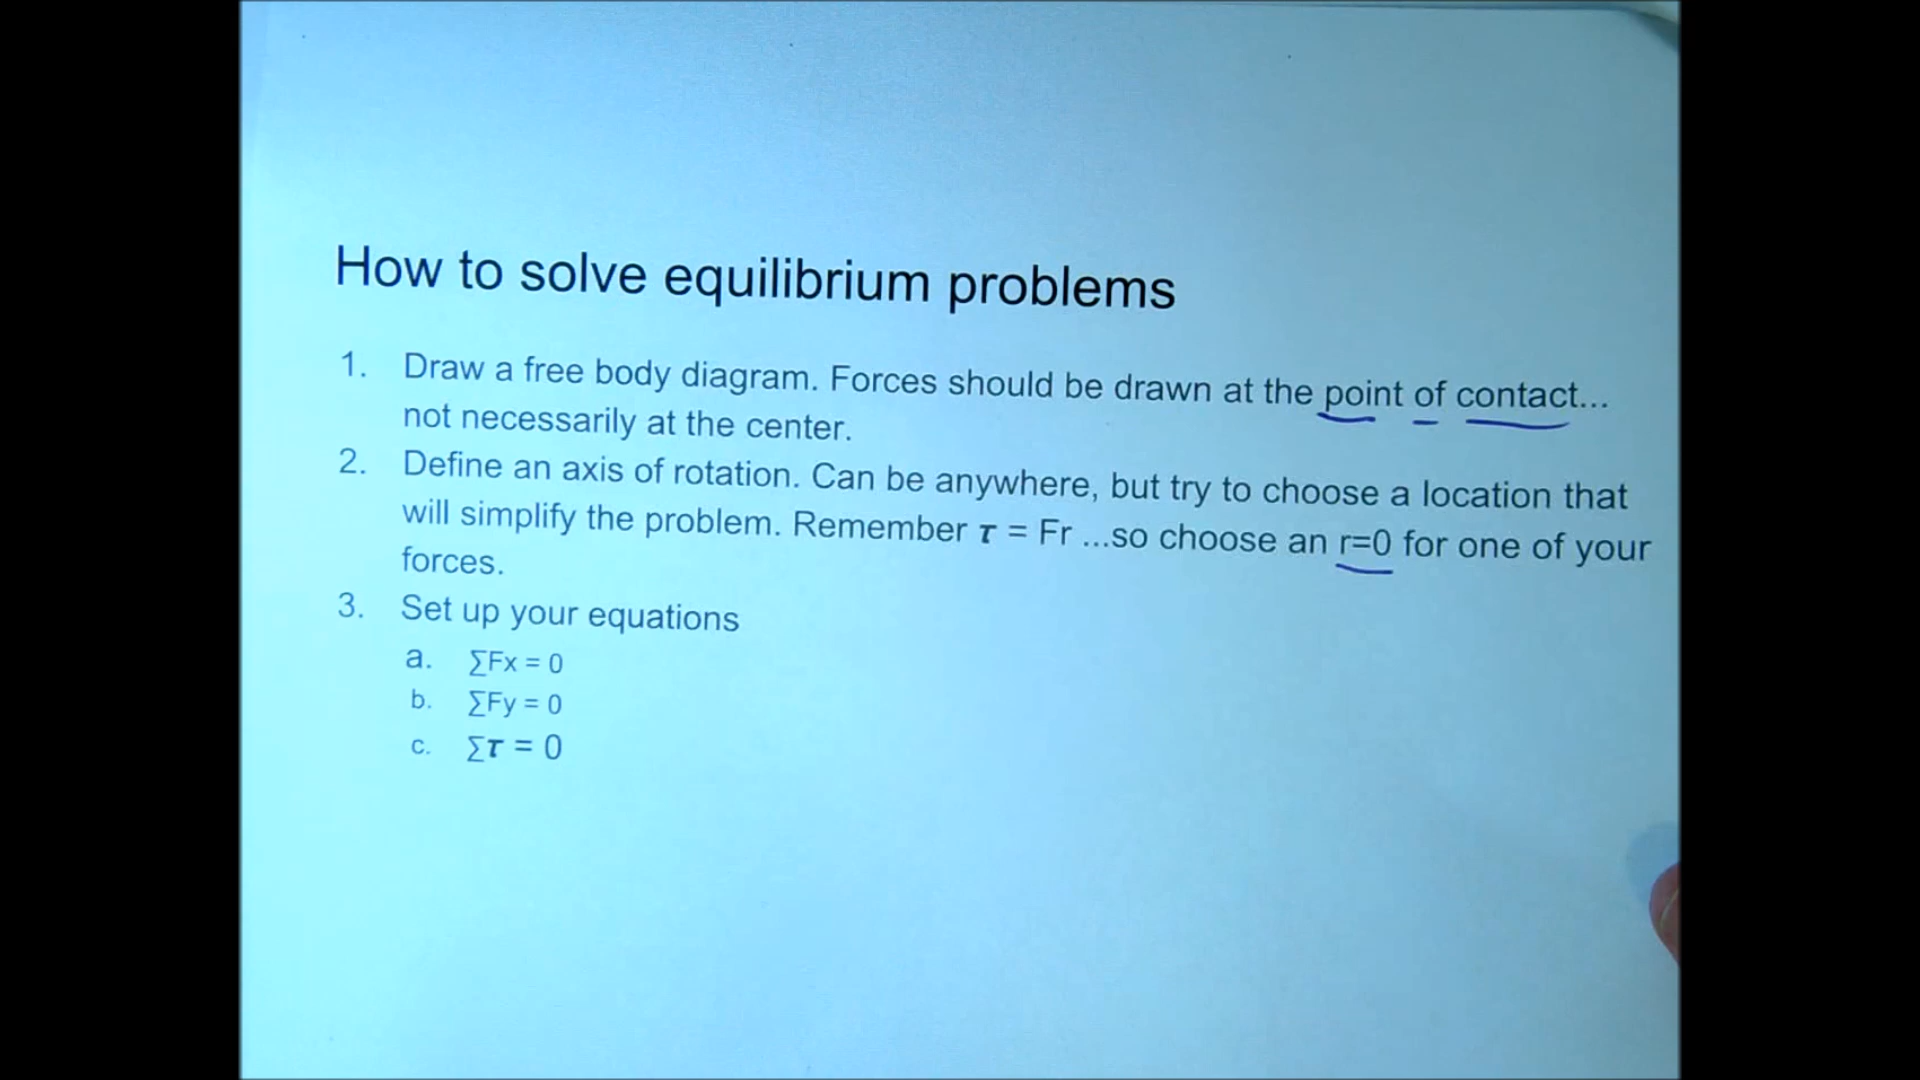 How to solve equilibrium problems
1. Draw a free body diagram. Forces should be drawn at the point of contact...
not necessarily at the center.
2. Define an axis of rotation. Can be anywhere, but try to choose a location that
will simplify the problem. Remember 𝝉 = Fr ...so choose an r=0 for one of your
forces.
3. Set up your equations
a. ∑Fx = 0
b. ∑Fy = 0
c. ∑𝝉 = 0